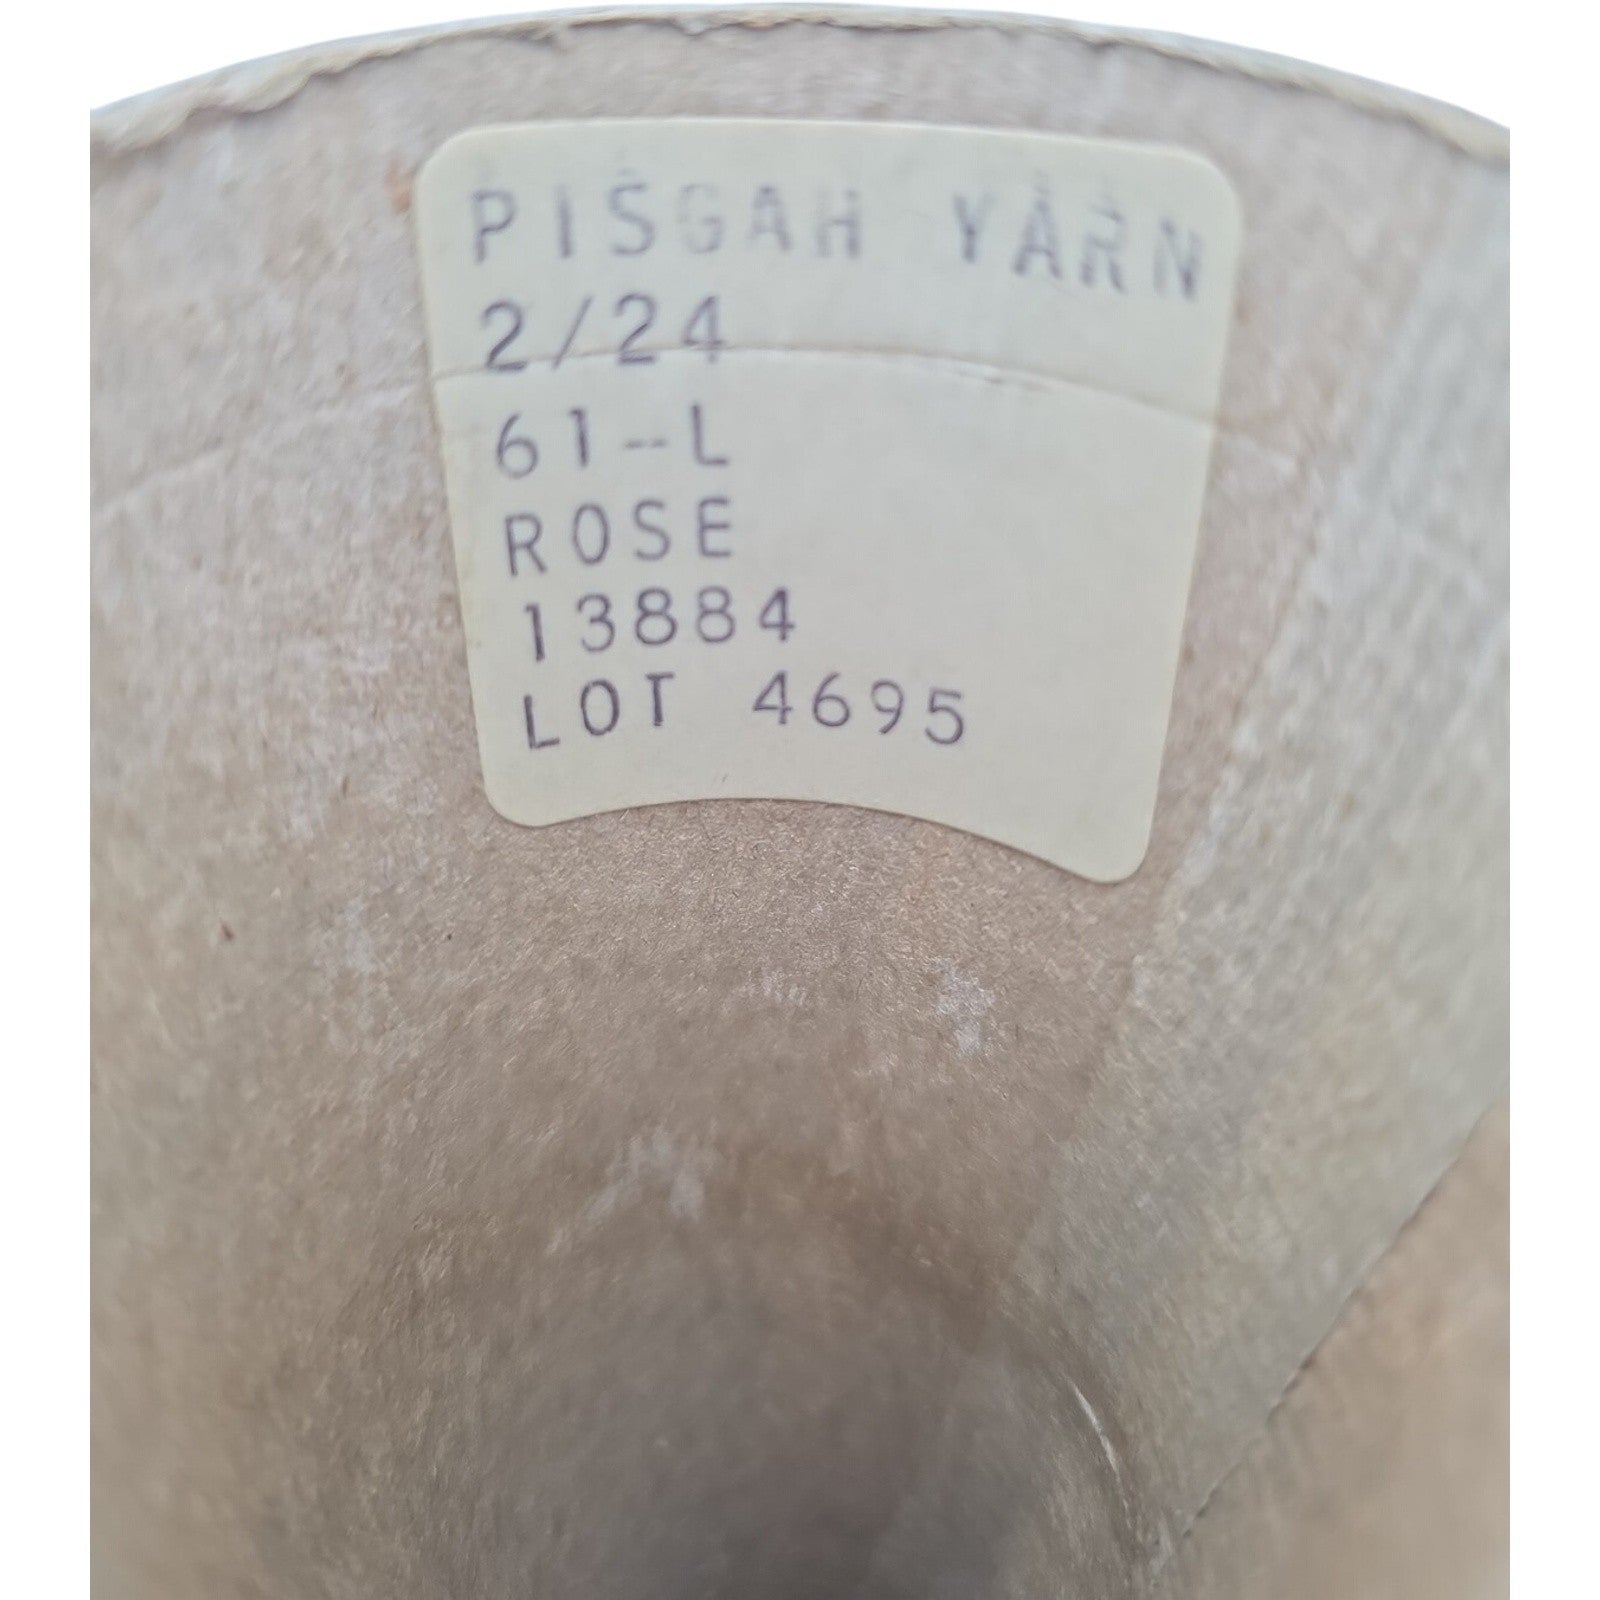 PISGAH YARN
2/24
61--L
ROSE
13884
LOT 4695